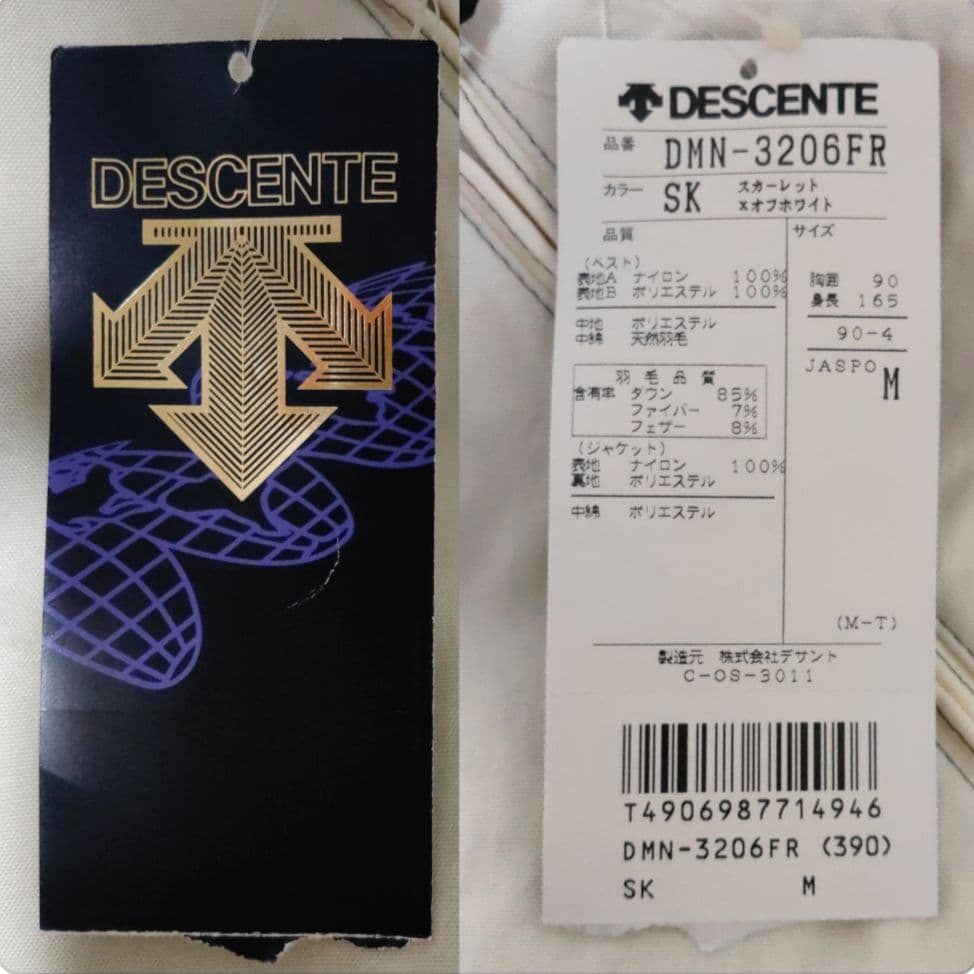 DESCENTE
DESCENTE
品番 DMN-3206FR
カラー SK スカーレット
×オフホワイト
品質
(ベスト)
表地A ナイロン 100%
表地B ポリエステル 100%
中地 ポリエステル
中綿 天然羽毛
羽毛品質
含有率 ダウン 85%
ファイバー 7%
フェザー 8%
(ジャケット)
表地 ナイロン 100%
裏地 ポリエステル
中綿 ポリエステル
サイズ
胸囲 90
身長 165
90-4
JASPO M
(M-T)
製造元 株式会社デサント
C-OS-3011
T4906987714946
DMN-3206FR (390)
SK M